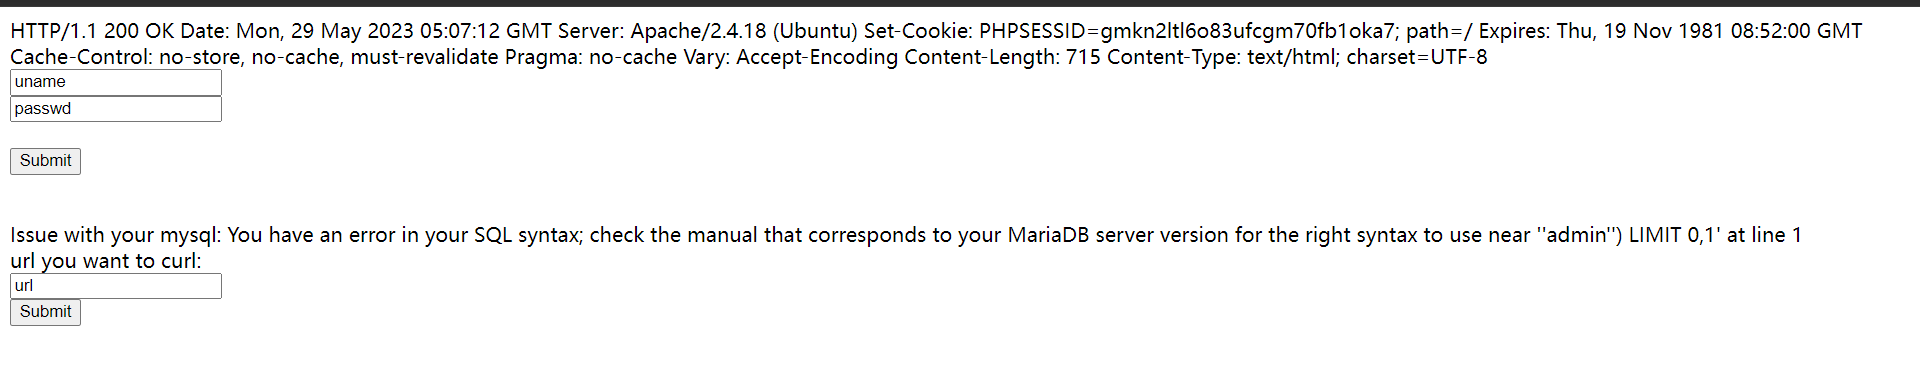 HTTP/1.1 200 OK Date: Mon, 29 May 2023 05:07:12 GMT Server: Apache/2.4.18 (Ubuntu) Set-Cookie: PHPSESSID=gmkn2ltl6o83ufcgm70fb1oka7; path=/ Expires: Thu, 19 Nov 1981 08:52:00 GMT
Cache-Control: no-store, no-cache, must-revalidate Pragma: no-cache Vary: Accept-Encoding Content-Length: 715 Content-Type: text/html; charset=UTF-8
uname
passwd
Submit
Issue with your mysql: You have an error in your SQL syntax; check the manual that corresponds to your MariaDB server version for the right syntax to use near ''admin'') LIMIT 0,1' at line 1
url you want to curl:
url
Submit